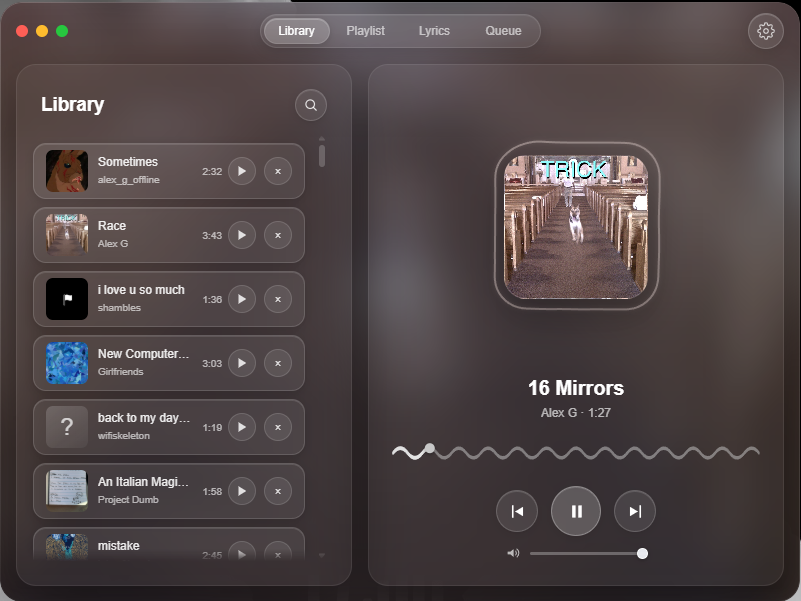 Library
Playlist
Lyrics
Queue
Library
Sometimes
alex_g_offline
2:32
Race
Alex G
3:43
i love u so much
shambles
1:36
New Computer...
Girlfriends
3:03
?
back to my day...
wifiskeleton
1:19
An Italian Magi...
Project Dumb
1:58
mistake
2:45
TRICK
16 Mirrors
Alex G · 1:27